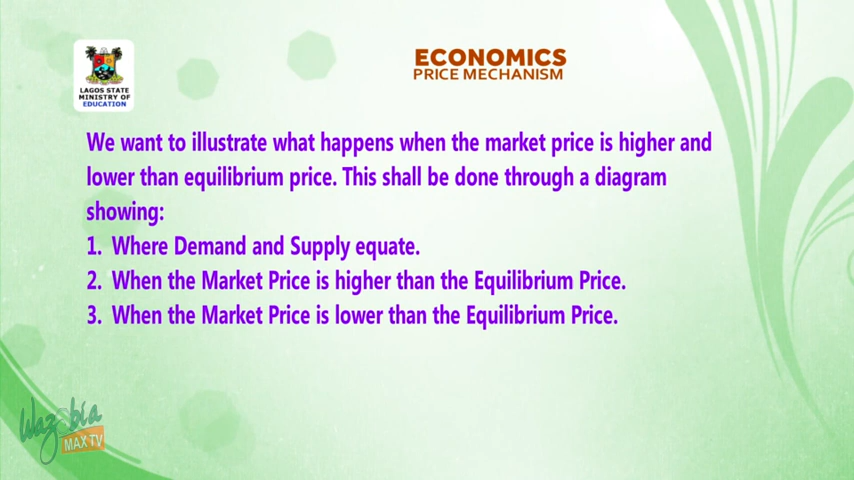 LAGOS STATE
MINISTRY OF
EDUCATION
ECONOMICS
PRICE MECHANISM
We want to illustrate what happens when the market price is higher and
lower than equilibrium price. This shall be done through a diagram
showing:
1. Where Demand and Supply equate.
2. When the Market Price is higher than the Equilibrium Price.
3. When the Market Price is lower than the Equilibrium Price.
Wazobia
MAX TV